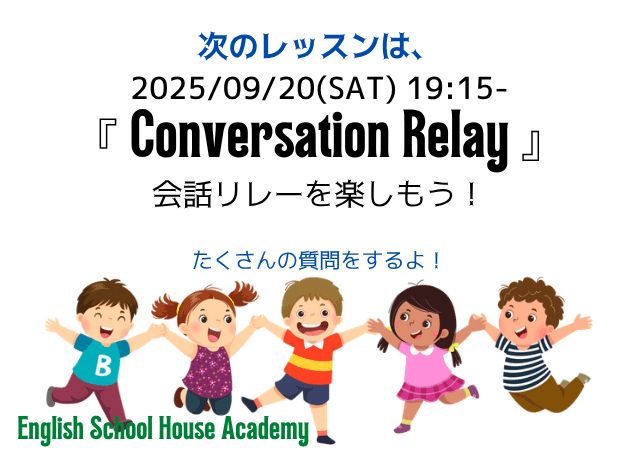 次のレッスンは、
2025/09/20(SAT) 19:15-
『 Conversation Relay 』
会話リレーを楽しもう！
たくさんの質問をするよ！
B
English School House Academy